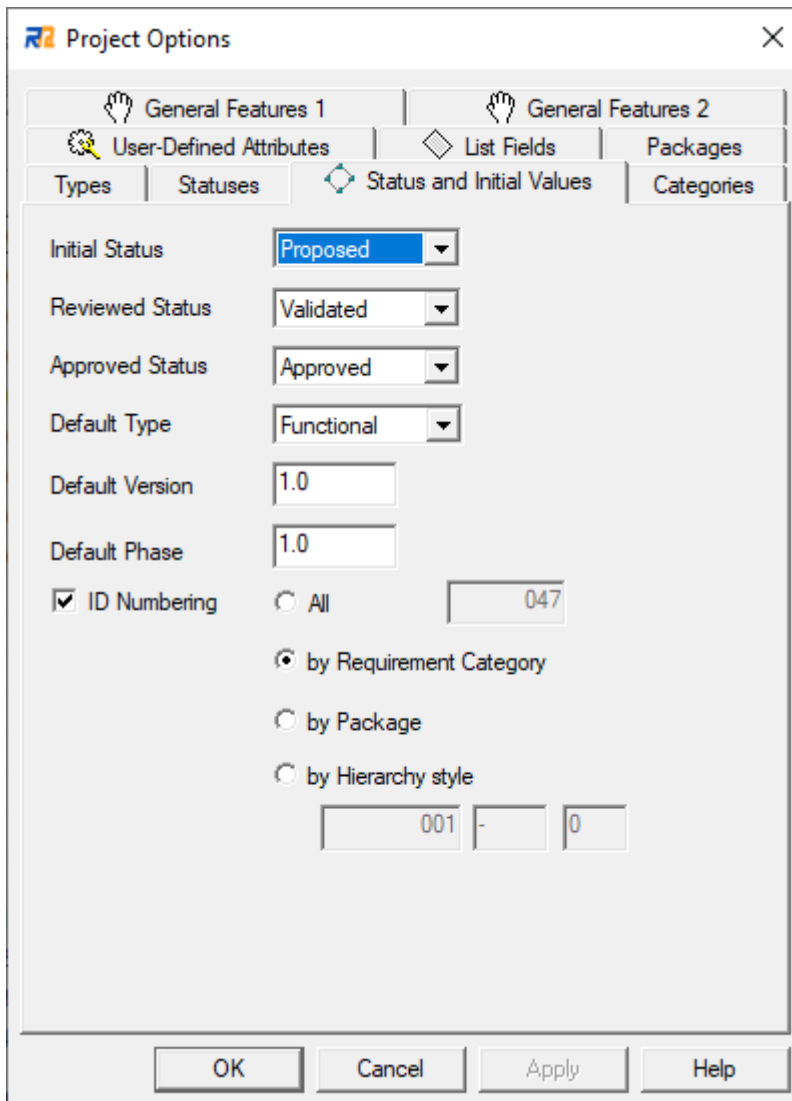 Project Options
General Features 1 General Features 2
User-Defined Attributes List Fields Packages
Types Statuses Status and Initial Values Categories
Initial Status Proposed
Reviewed Status Validated
Approved Status Approved
Default Type Functional
Default Version 1.0
Default Phase 1.0
ID Numbering All 047
by Requirement Category
by Package
by Hierarchy style
001 - 0
OK Cancel Apply Help